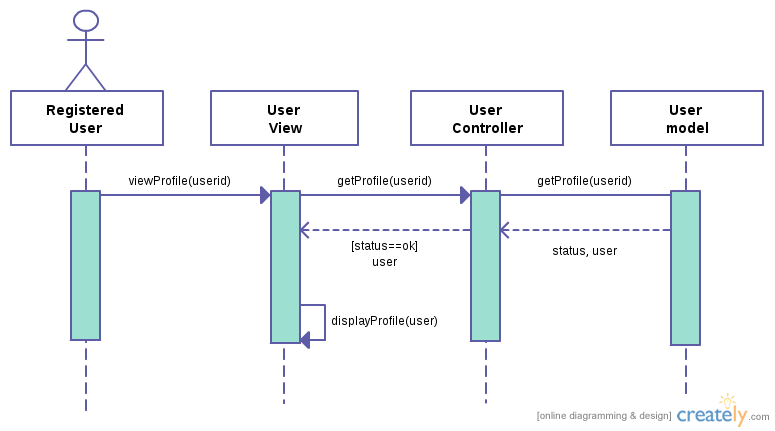 Registered
User
User
View
User
Controller
User
model
viewProfile(userid)
getProfile(userid)
getProfile(userid)
[status==ok]
user
status, user
displayProfile(user)
[online diagramming & design] creately.com